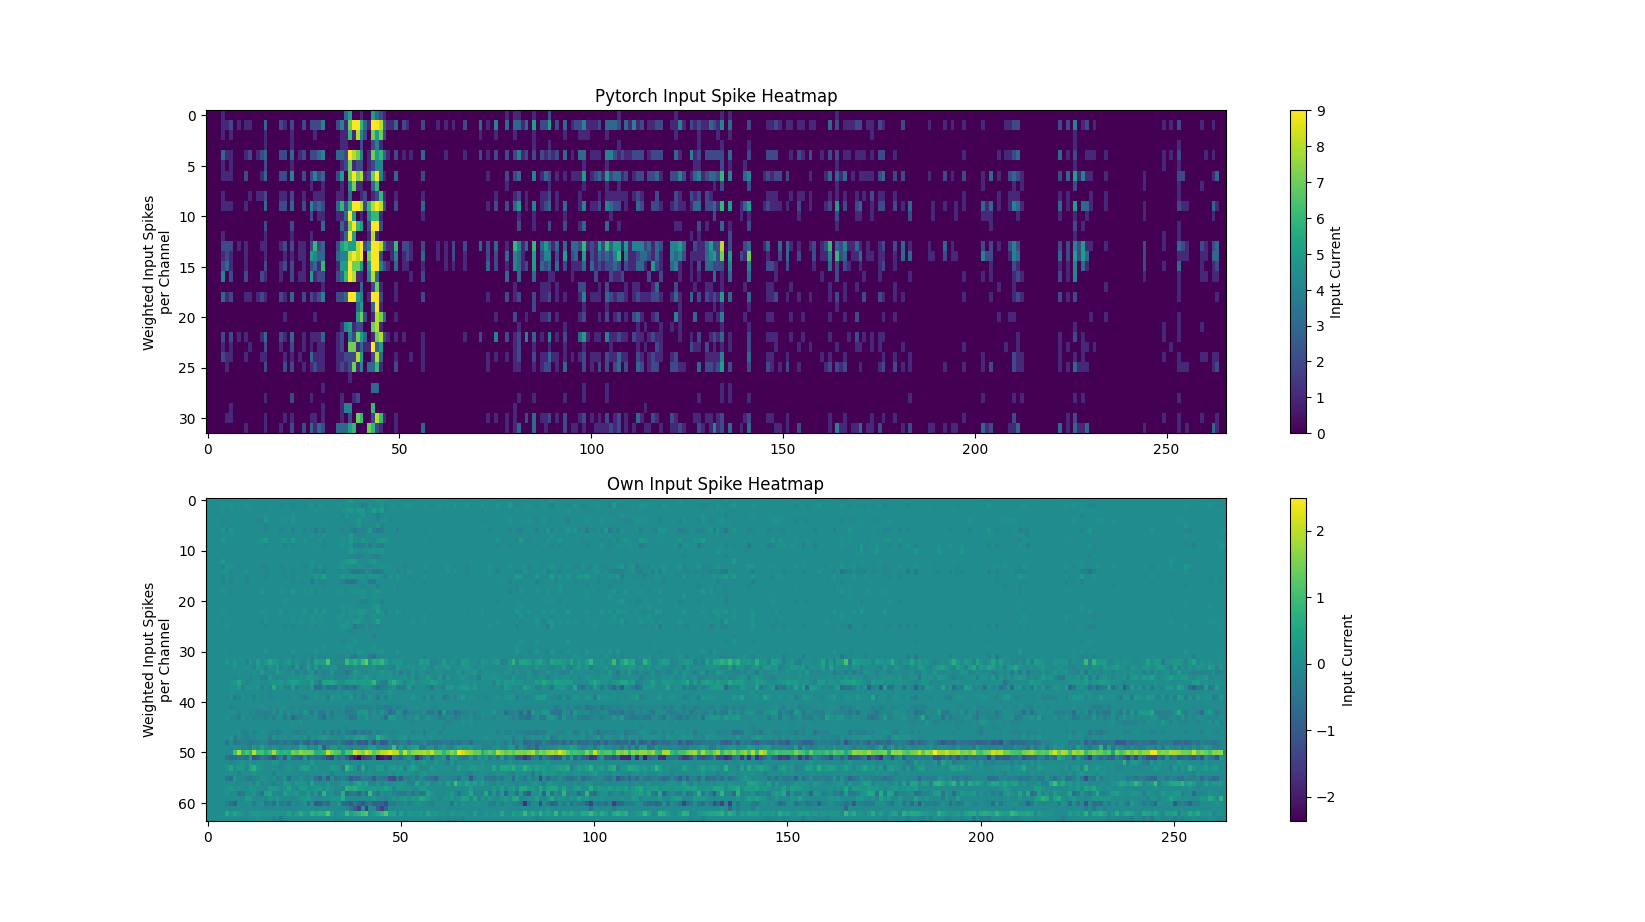 Pytorch Input Spike Heatmap
Weighted Input Spikes
per Channel
0
5
10
15
20
25
30
0 50 100 150 200 250
9
8
7
6
5
4
3
2
1
0
Input Current
Own Input Spike Heatmap
Weighted Input Spikes
per Channel
0
10
20
30
40
50
60
0 50 100 150 200 250
2
1
0
−1
−2
Input Current